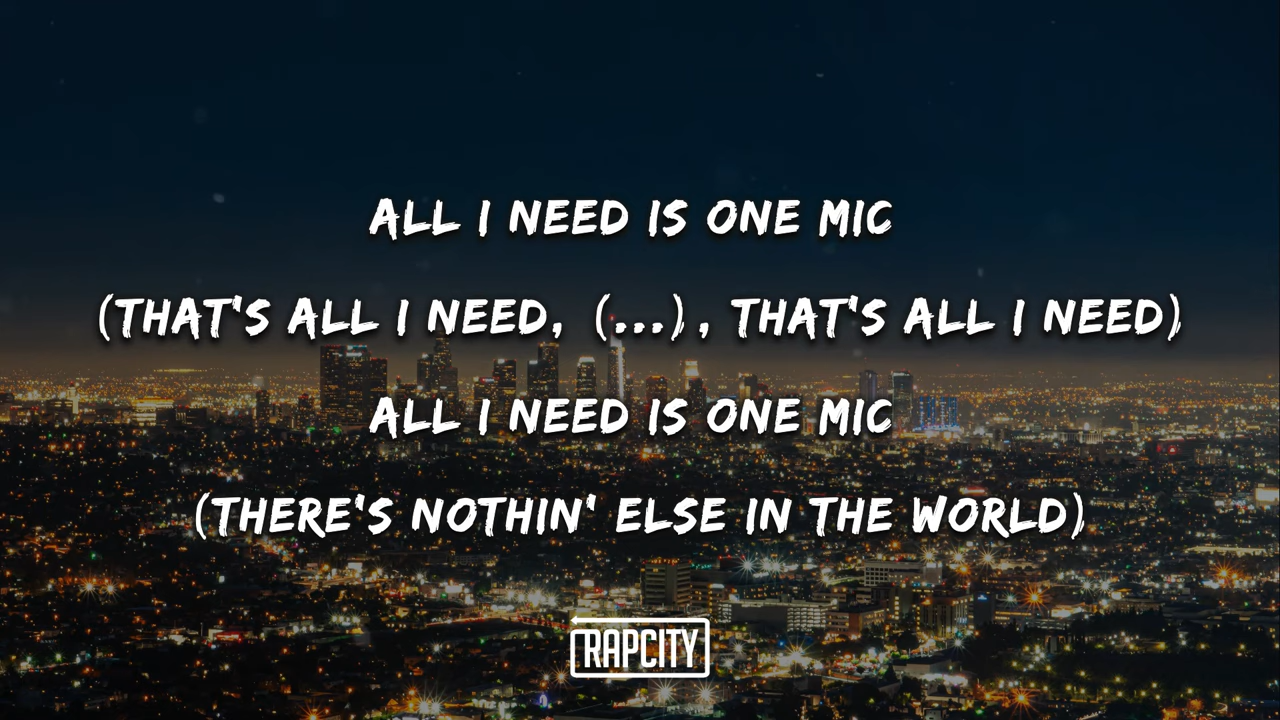 ALL I NEED IS ONE MIC
(THAT'S ALL I NEED, (...), THAT'S ALL I NEED)
ALL I NEED IS ONE MIC
(THERE'S NOTHIN' ELSE IN THE WORLD)
RAPCITY